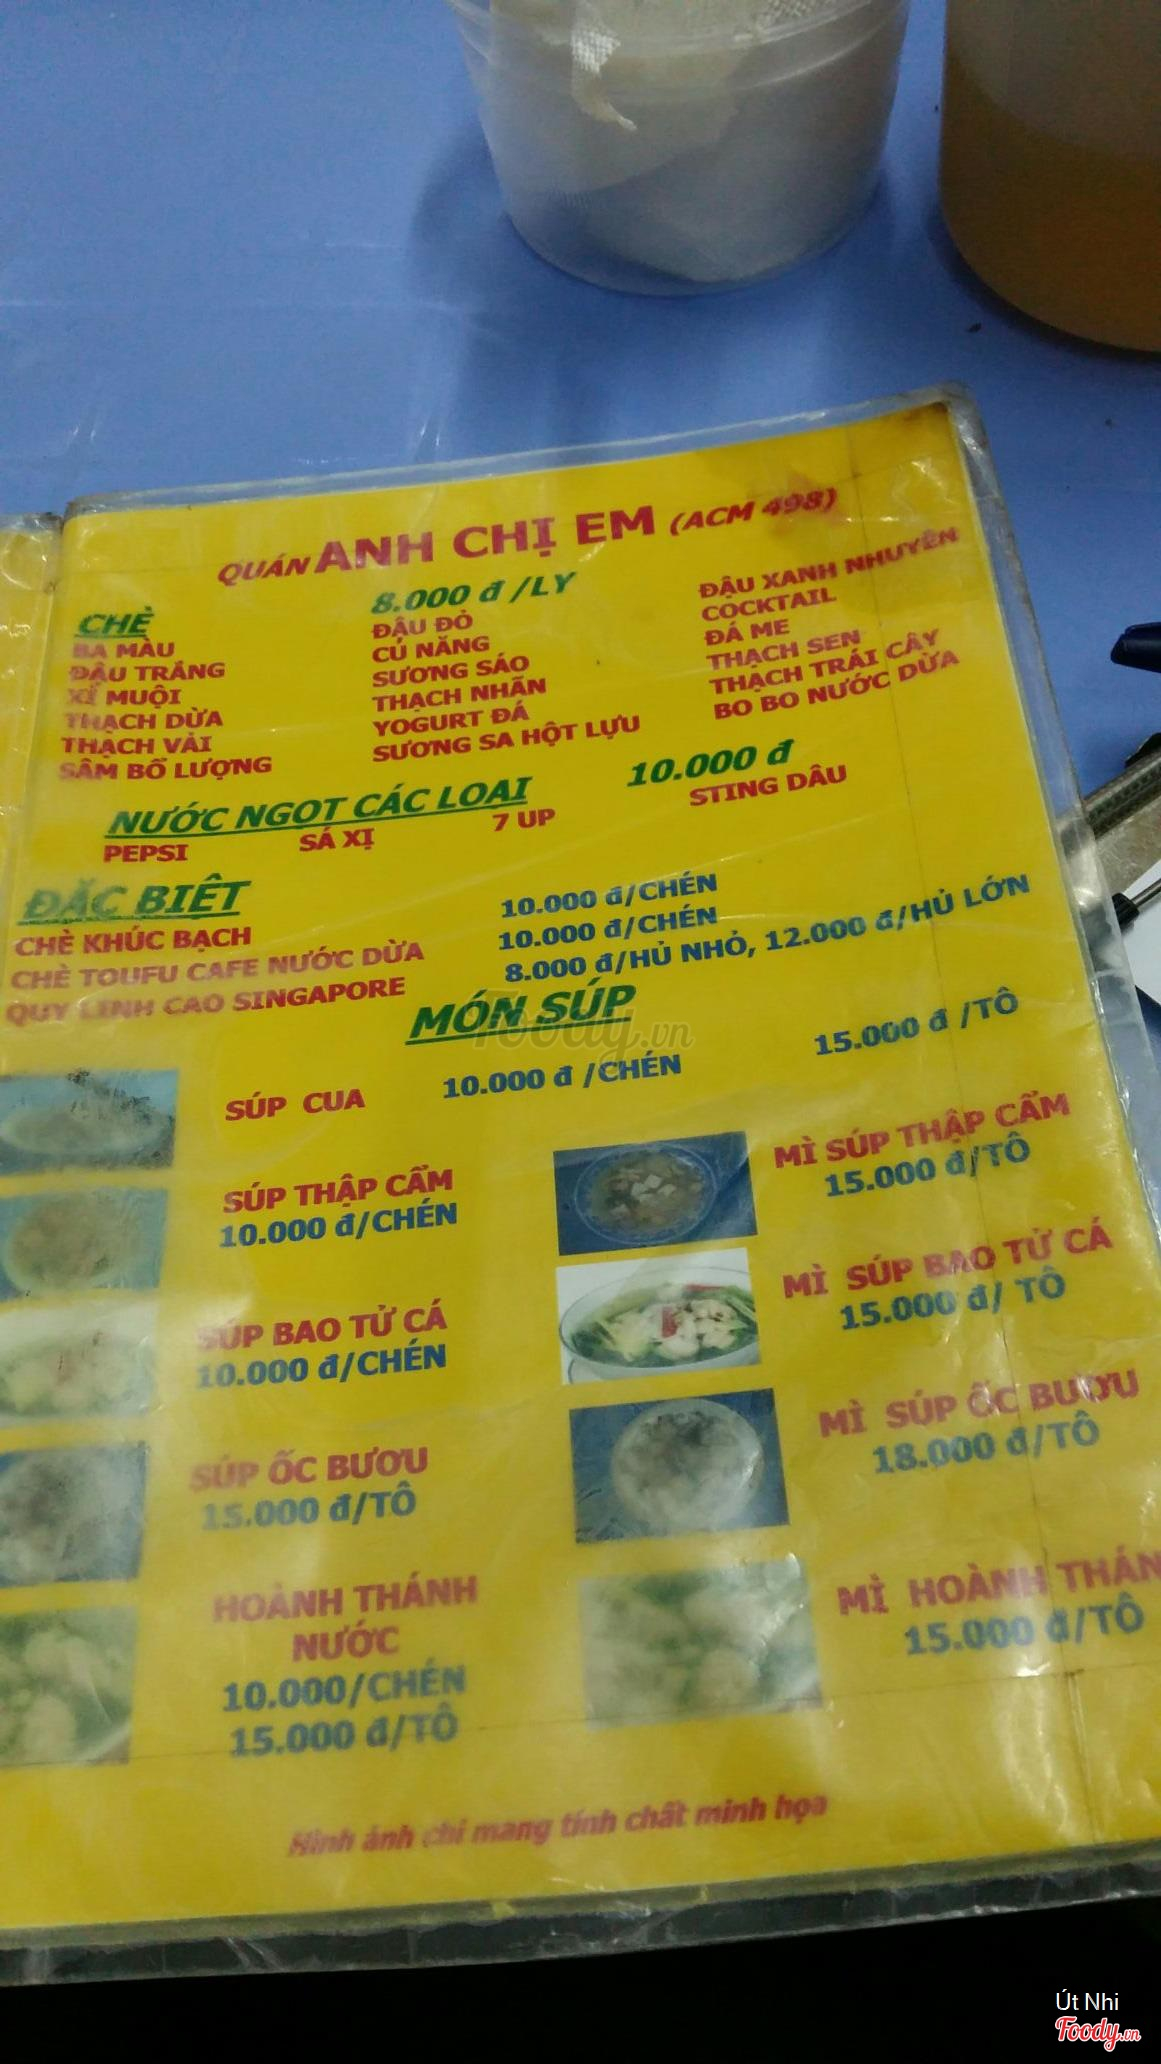 QUÁN ANH CHỊ EM (ACM 498)
CHÈ 8.000 đ /LY
BA MÀU
ĐẬU TRẮNG
XÍ MUỘI
THẠCH DỪA
THẠCH VẢI
SÂM BỔ LƯỢNG
ĐẬU ĐỎ
CỦ NĂNG
SƯƠNG SÁO
THẠCH NHÃN
YOGURT ĐÁ
SƯƠNG SA HỘT LỰU
ĐẬU XANH NHUYỄN
COCKTAIL
ĐÁ ME
THẠCH SEN
THẠCH TRÁI CÂY
BO BO NƯỚC DỪA
NƯỚC NGỌT CÁC LOẠI 10.000 đ
PEPSI SÁ XỊ 7 UP STING DÂU
ĐẶC BIỆT
CHÈ KHÚC BẠCH 10.000 đ/CHÉN
CHÈ TOUFU CAFE NƯỚC DỪA 10.000 đ/CHÉN
QUY LINH CAO SINGAPORE 8.000 đ/HỦ NHỎ, 12.000 đ/HỦ LỚN
MÓN SÚP
Foody.vn
SÚP CUA 10.000 đ /CHÉN 15.000 đ /TÔ
SÚP THẬP CẨM
10.000 đ/CHÉN
MÌ SÚP THẬP CẨM
15.000 đ/TÔ
SÚP BAO TỬ CÁ
10.000 đ/CHÉN
MÌ SÚP BAO TỬ CÁ
15.000 đ/ TÔ
SÚP ỐC BƯƠU
15.000 đ/TÔ
MÌ SÚP ỐC BƯƠU
18.000 đ/TÔ
HOÀNH THÁNH
NƯỚC
10.000/CHÉN
15.000 đ/TÔ
MÌ HOÀNH THÁN
15.000 đ/TÔ
Hình ảnh chỉ mang tính chất minh họa
Út Nhi
Foody.vn